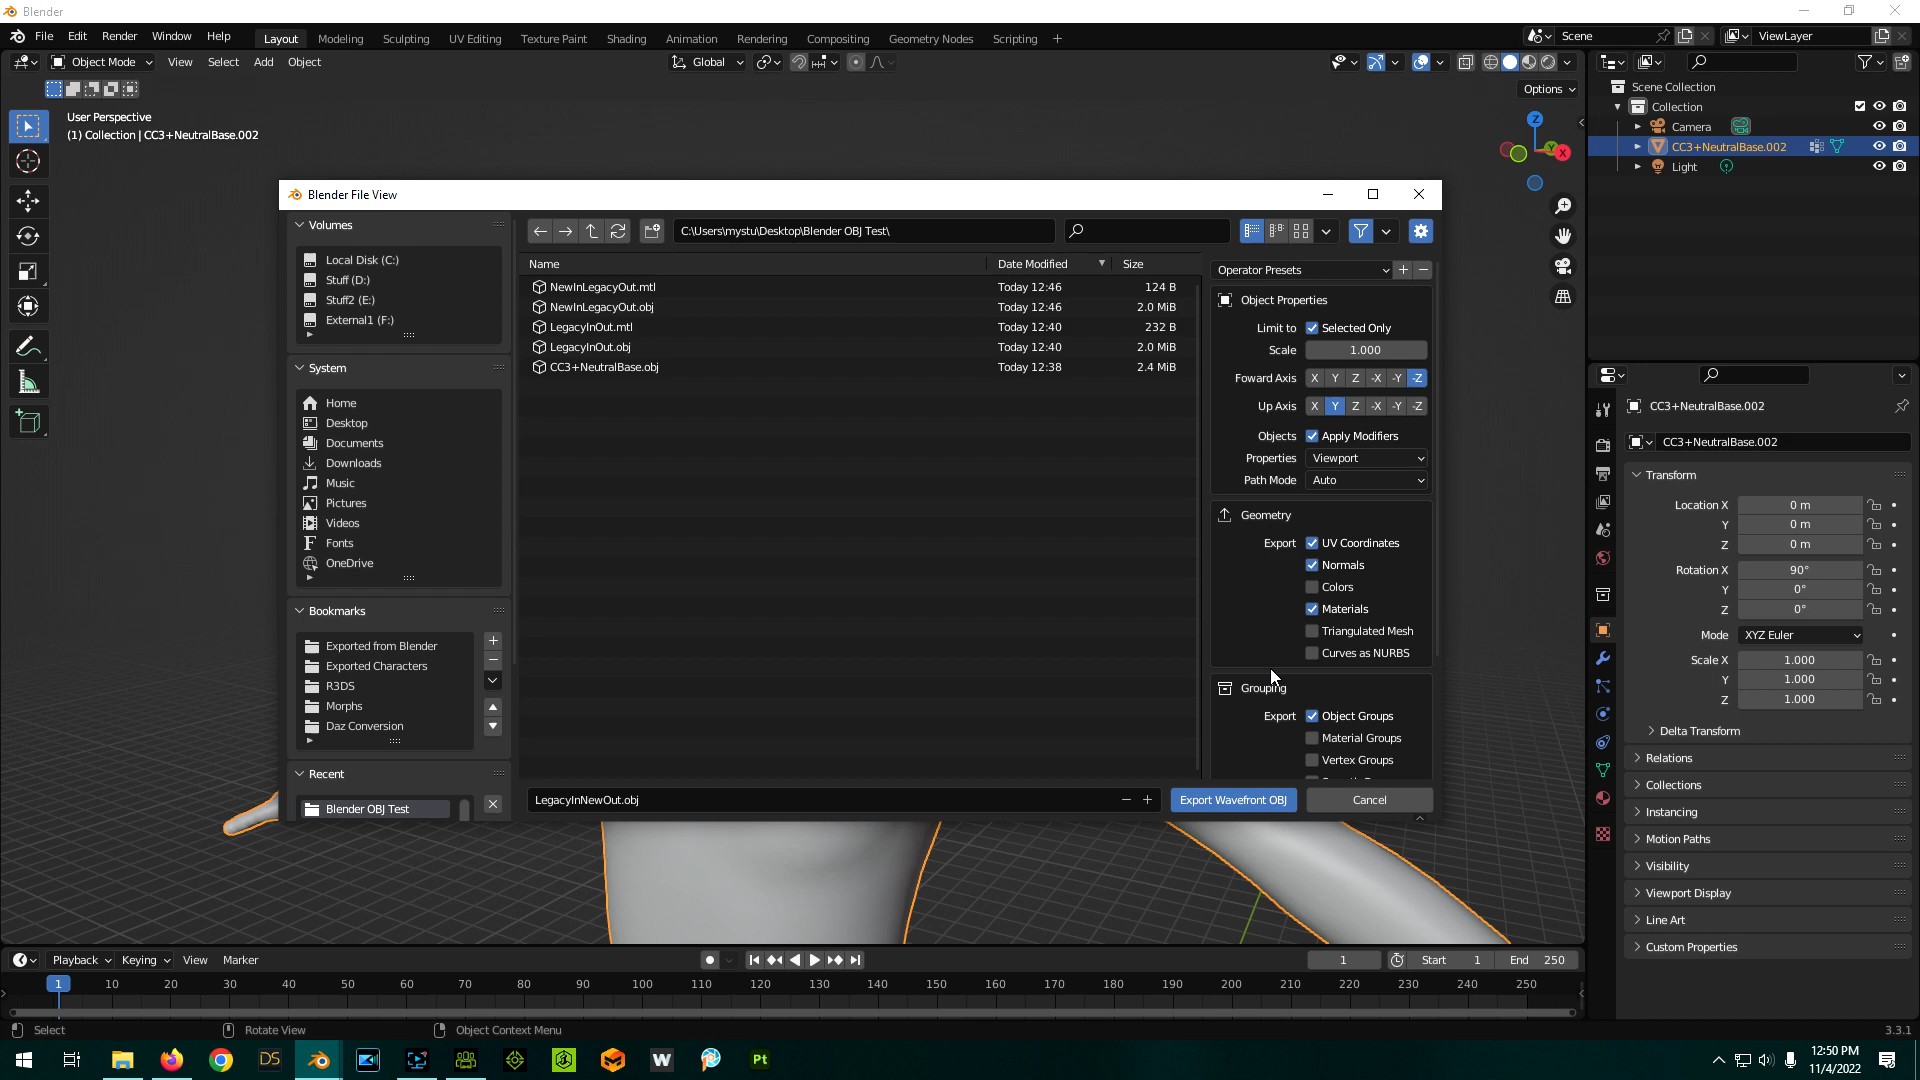 Blender
File Edit Render Window Help Layout Modeling Sculpting UV Editing Texture Paint Shading Animation Rendering Compositing Geometry Nodes Scripting + Scene ViewLayer
Object Mode View Select Add Object Global
Options
User Perspective
(1) Collection | CC3+NeutralBase.002
Z
Y
X
Scene Collection
Collection
Camera
CC3+NeutralBase.002
Light
Blender File View
Volumes
Local Disk (C:)
Stuff (D:)
Stuff2 (E:)
External1 (F:)
System
Home
Desktop
Documents
Downloads
Music
Pictures
Videos
Fonts
OneDrive
Bookmarks
Exported from Blender
Exported Characters
R3DS
Morphs
Daz Conversion
Recent
Blender OBJ Test
C:\Users\mystu\Desktop\Blender OBJ Test\
Name Date Modified Size
NewInLegacyOut.mtl Today 12:46 124 B
NewInLegacyOut.obj Today 12:46 2.0 MiB
LegacyInOut.mtl Today 12:40 232 B
LegacyInOut.obj Today 12:40 2.0 MiB
CC3+NeutralBase.obj Today 12:38 2.4 MiB
LegacyInNewOut.obj
Export Wavefront OBJ Cancel
Operator Presets
Object Properties
Limit to Selected Only
Scale 1.000
Foward Axis X Y Z -X -Y -Z
Up Axis X Y Z -X -Y -Z
Objects Apply Modifiers
Properties Viewport
Path Mode Auto
Geometry
Export UV Coordinates
Normals
Colors
Materials
Triangulated Mesh
Curves as NURBS
Grouping
Export Object Groups
Material Groups
Vertex Groups
CC3+NeutralBase.002
CC3+NeutralBase.002
Transform
Location X 0 m
Y 0 m
Z 0 m
Rotation X 90°
Y 0°
Z 0°
Mode XYZ Euler
Scale X 1.000
Y 1.000
Z 1.000
Delta Transform
Relations
Collections
Instancing
Motion Paths
Visibility
Viewport Display
Line Art
Custom Properties
Playback Keying View Marker 1 Start 1 End 250
1 10 20 30 40 50 60 70 80 90 100 110 120 130 140 150 160 170 180 190 200 210 220 230 240 250
Select Rotate View Object Context Menu 3.3.1
DS W Pt
12:50 PM
11/4/2022